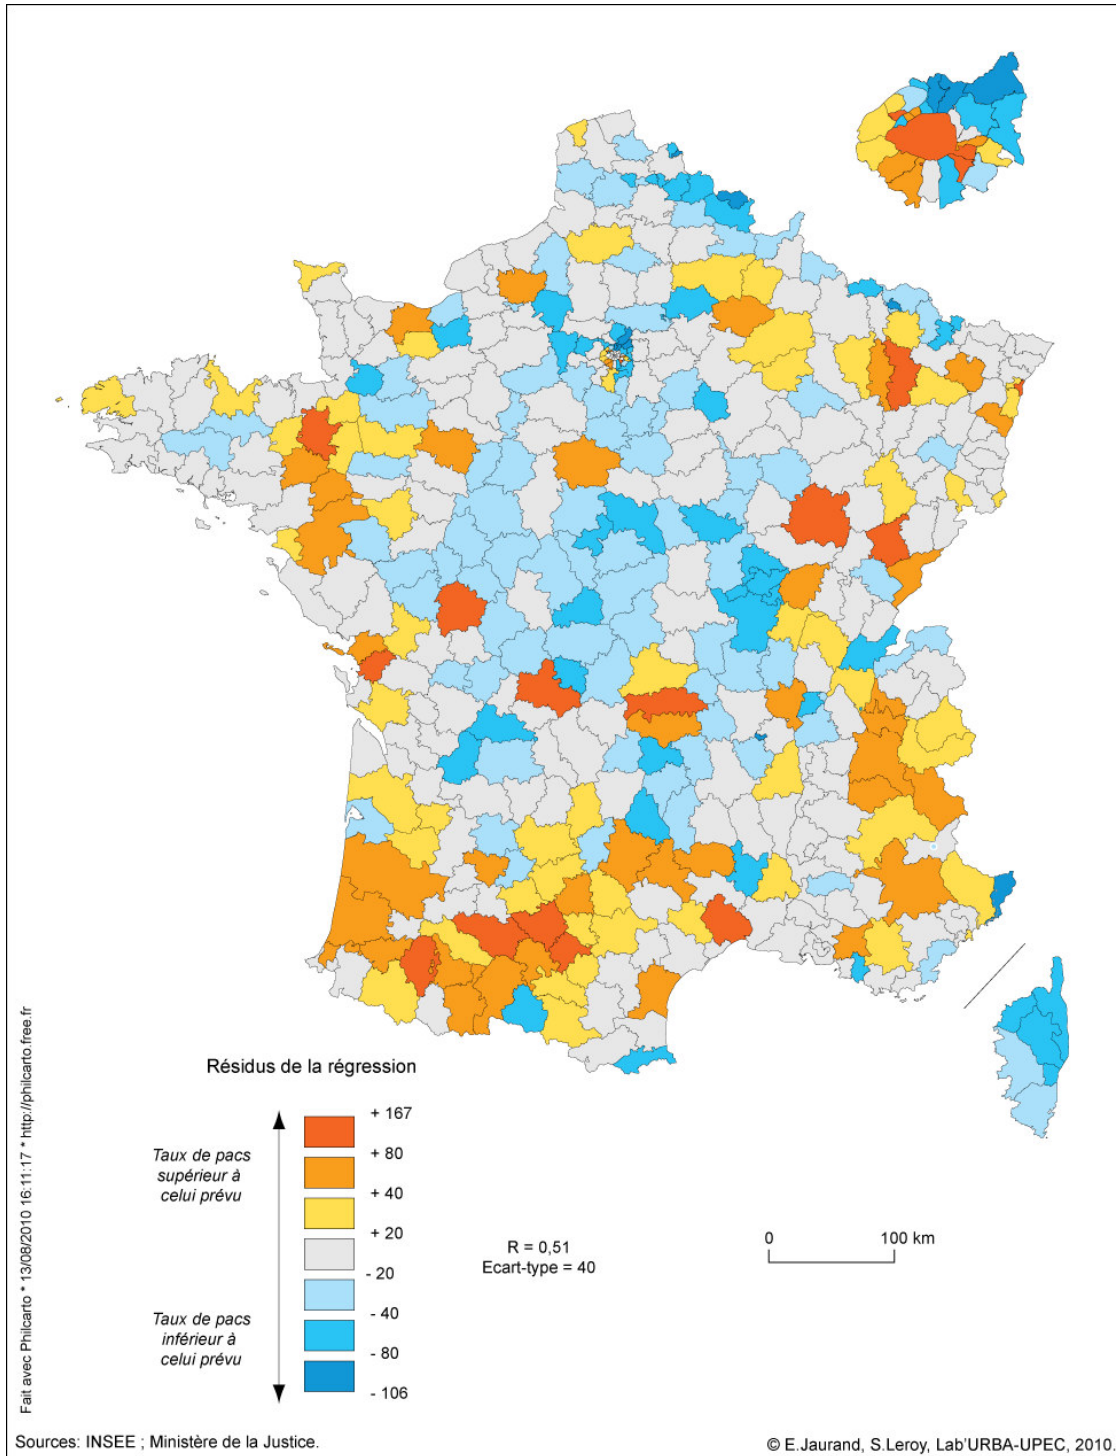 Résidus de la régression
+ 167
Taux de pacs
supérieur à
celui prévu
+ 80
+ 40
+ 20
- 20
- 40
Taux de pacs
inférieur à
celui prévu
- 80
- 106
R = 0,51
Ecart-type = 40
0 100 km
Fait avec Philcarto * 13/08/2010 16:11:17 * http://philcarto.free.fr
Sources: INSEE ; Ministère de la Justice.
© E.Jaurand, S.Leroy, Lab'URBA-UPEC, 2010.